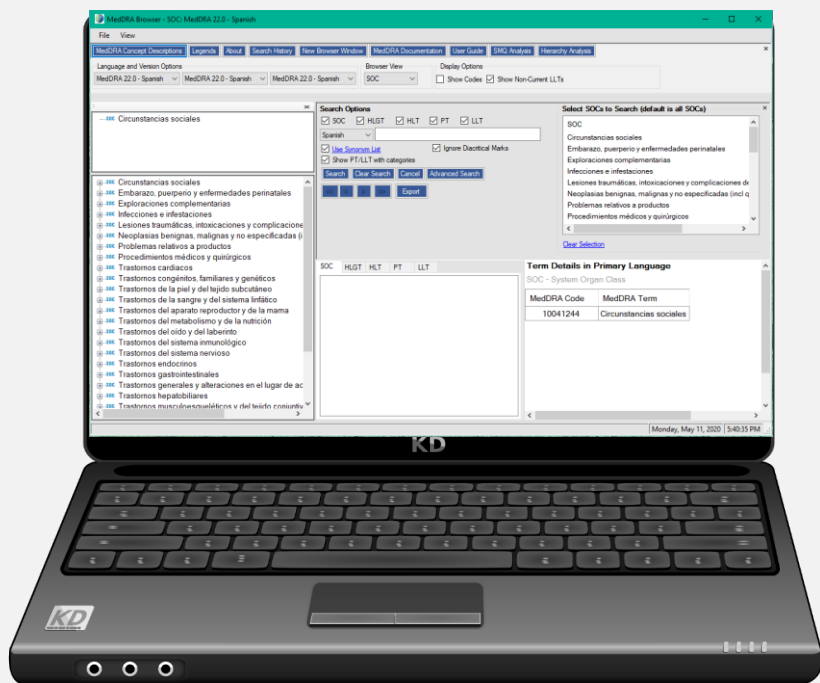 MedDRA Browser - SOC: MedDRA 22.0 - Spanish
File View
MedDRA Concept Descriptions Legends About Search History New Browser Window MedDRA Documentation User Guide SMQ Analysis Hierarchy Analysis
Language and Version Options Browser View Display Options
MedDRA 22.0 - Spanish MedDRA 22.0 - Spanish MedDRA 22.0 - Spanish SOC Show Codes Show Non-Current LLTs
SOC Circunstancias sociales
SOC Circunstancias sociales
SOC Embarazo, puerperio y enfermedades perinatales
SOC Exploraciones complementarias
SOC Infecciones e infestaciones
SOC Lesiones traumáticas, intoxicaciones y complicacione
SOC Neoplasias benignas, malignas y no especificadas (i
SOC Problemas relativos a productos
SOC Procedimientos médicos y quirúrgicos
SOC Trastornos cardiacos
SOC Trastornos congénitos, familiares y genéticos
SOC Trastornos de la piel y del tejido subcutáneo
SOC Trastornos de la sangre y del sistema linfático
SOC Trastornos del aparato reproductor y de la mama
SOC Trastornos del metabolismo y de la nutrición
SOC Trastornos del oído y del laberinto
SOC Trastornos del sistema inmunológico
SOC Trastornos del sistema nervioso
SOC Trastornos endocrinos
SOC Trastornos gastrointestinales
SOC Trastornos generales y alteraciones en el lugar de ac
SOC Trastornos hepatobiliares
SOC Trastornos musculoesqueléticos y del tejido conjuntiv
Search Options
SOC HLGT HLT PT LLT
Spanish
Use Synonym List Ignore Diacritical Marks
Show PT/LLT with categories
Search Clear Search Cancel Advanced Search
Export
Select SOCs to Search (default is all SOCs)
SOC
Circunstancias sociales
Embarazo, puerperio y enfermedades perinatales
Exploraciones complementarias
Infecciones e infestaciones
Lesiones traumáticas, intoxicaciones y complicaciones de
Neoplasias benignas, malignas y no especificadas (incl q
Problemas relativos a productos
Procedimientos médicos y quirúrgicos
Clear Selection
SOC HLGT HLT PT LLT
Term Details in Primary Language
SOC - System Organ Class
MedDRA Code MedDRA Term
10041244 Circunstancias sociales
Monday, May 11, 2020 5:40:35 PM
KD
KD